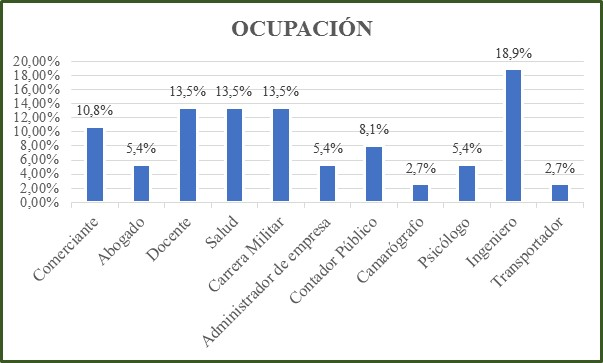 OCUPACIÓN
20,00%
18,00%
16,00%
14,00%
12,00%
10,00%
8,00%
6,00%
4,00%
2,00%
0,00%
10,8%
5,4%
13,5%
13,5%
13,5%
5,4%
8,1%
2,7%
5,4%
18,9%
2,7%
Comerciante
Abogado
Docente
Salud
Carrera Militar
Administrador de empresa
Contador Público
Camarógrafo
Psicólogo
Ingeniero
Transportador